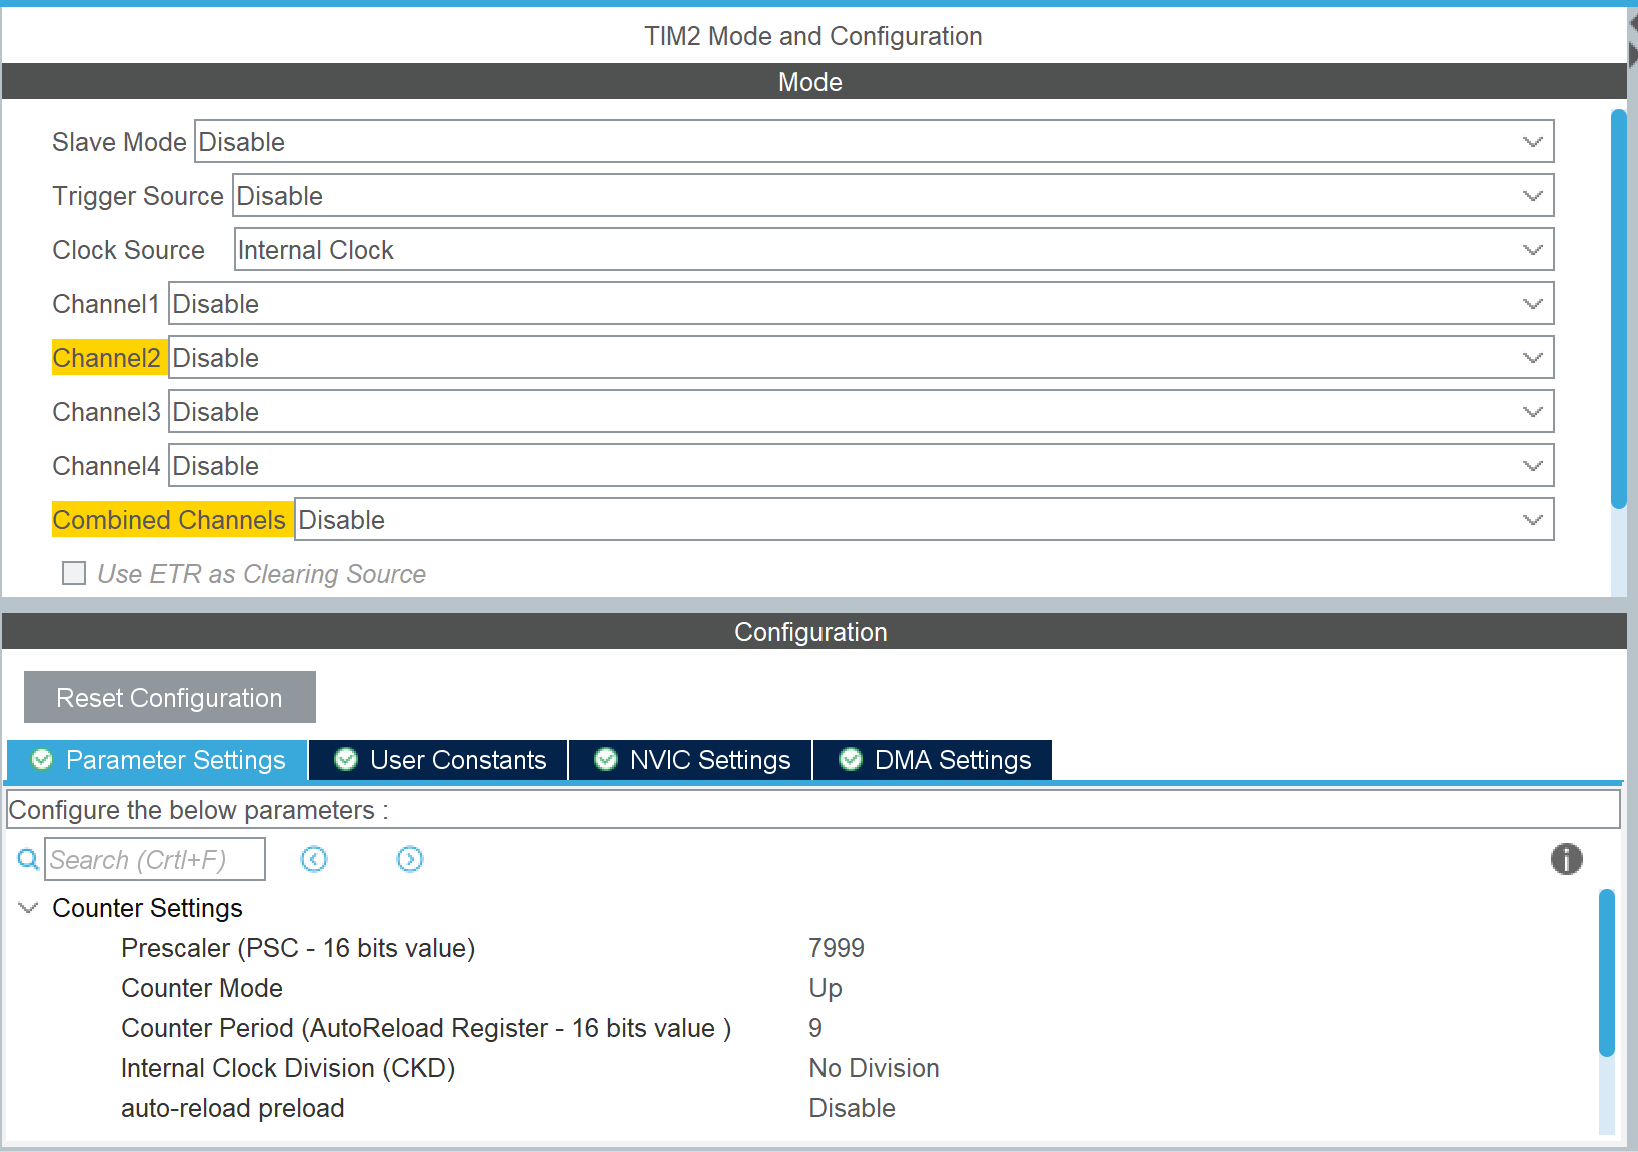 TIM2 Mode and Configuration
Mode
Slave Mode Disable
Trigger Source Disable
Clock Source Internal Clock
Channel1 Disable
Channel2 Disable
Channel3 Disable
Channel4 Disable
Combined Channels Disable
Use ETR as Clearing Source
Configuration
Reset Configuration
Parameter Settings User Constants NVIC Settings DMA Settings
Configure the below parameters :
Search (Crtl+F)
Counter Settings
Prescaler (PSC - 16 bits value) 7999
Counter Mode Up
Counter Period (AutoReload Register - 16 bits value ) 9
Internal Clock Division (CKD) No Division
auto-reload preload Disable